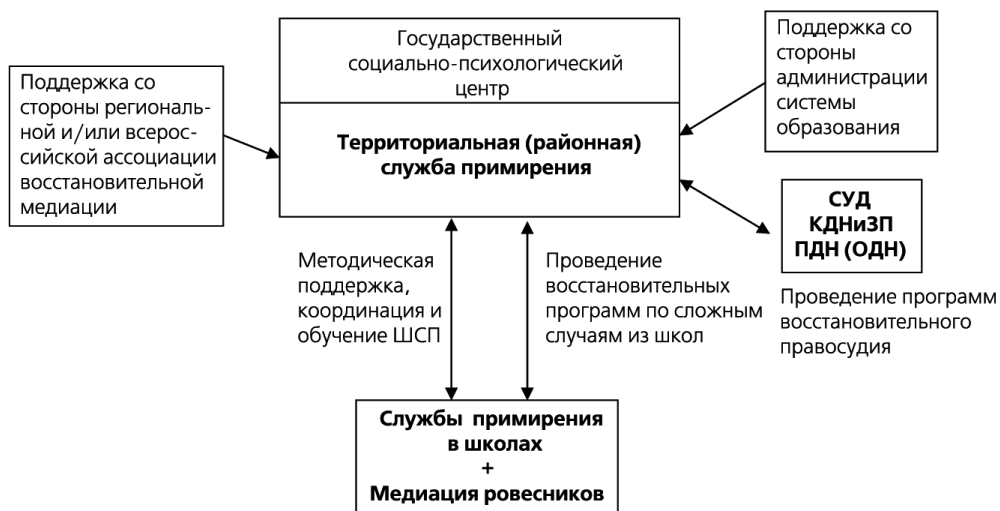 Государственный
социально-психологический
центр
Территориальная (районная)
служба примирения
Поддержка со
стороны региональ-
ной и/или всерос-
сийской ассоциации
восстановительной
медиации
Поддержка со
стороны
администрации
системы
образования
СУД
КДНиЗП
ПДН (ОДН)
Проведение программ
восстановительного
правосудия
Методическая
поддержка,
координация и
обучение ШСП
Проведение
восстановительных
программ по сложным
случаям из школ
Службы примирения
в школах
+
Медиация ровесников